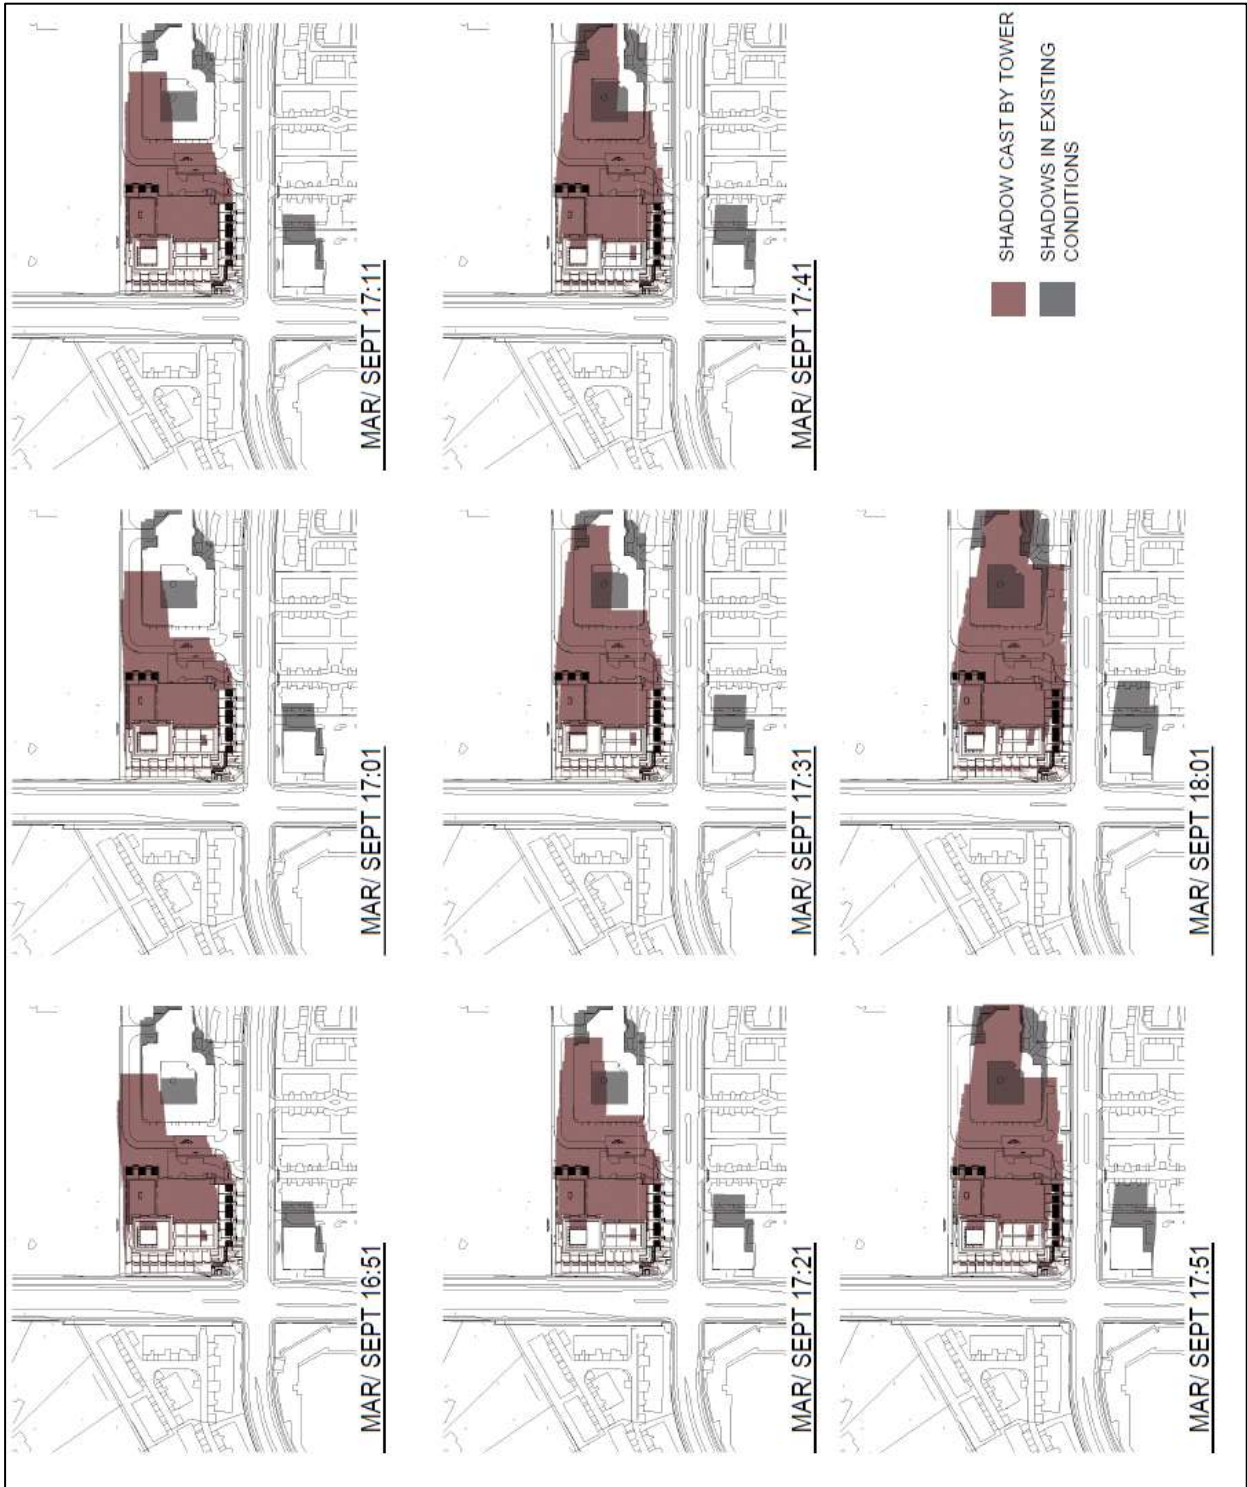 MAR/ SEPT 16:51
MAR/ SEPT 17:01
MAR/ SEPT 17:11
MAR/ SEPT 17:21
MAR/ SEPT 17:31
MAR/ SEPT 17:41
MAR/ SEPT 17:51
MAR/ SEPT 18:01
SHADOW CAST BY TOWER
SHADOWS IN EXISTING
CONDITIONS